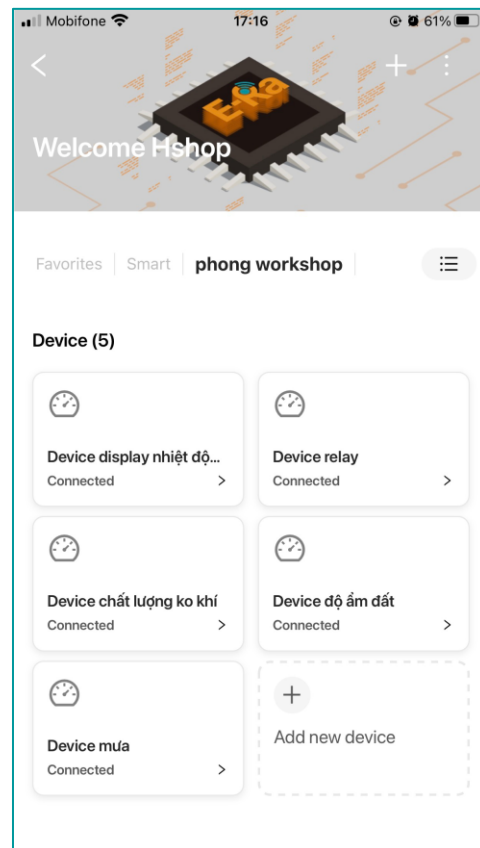 Mobifone
17:16
61%
E-Ka
Welcome Hshop
Favorites
Smart
phong workshop
Device (5)
Device display nhiệt độ...
Connected
Device relay
Connected
Device chất lượng ko khí
Connected
Device độ ẩm đất
Connected
Device mưa
Connected
Add new device